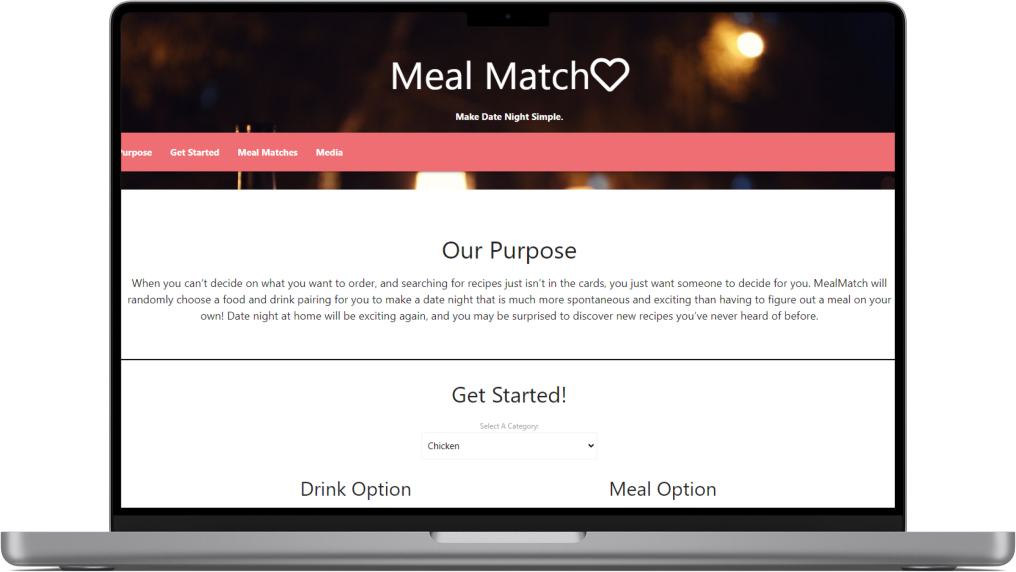 Meal Match
Make Date Night Simple.
urpose Get Started Meal Matches Media
Our Purpose
When you can't decide on what you want to order, and searching for recipes just isn't in the cards, you just want someone to decide for you. MealMatch will
randomly choose a food and drink pairing for you to make a date night that is much more spontaneous and exciting than having to figure out a meal on your
own! Date night at home will be exciting again, and you may be surprised to discover new recipes you've never heard of before.
Get Started!
Select A Category:
Chicken
Drink Option Meal Option